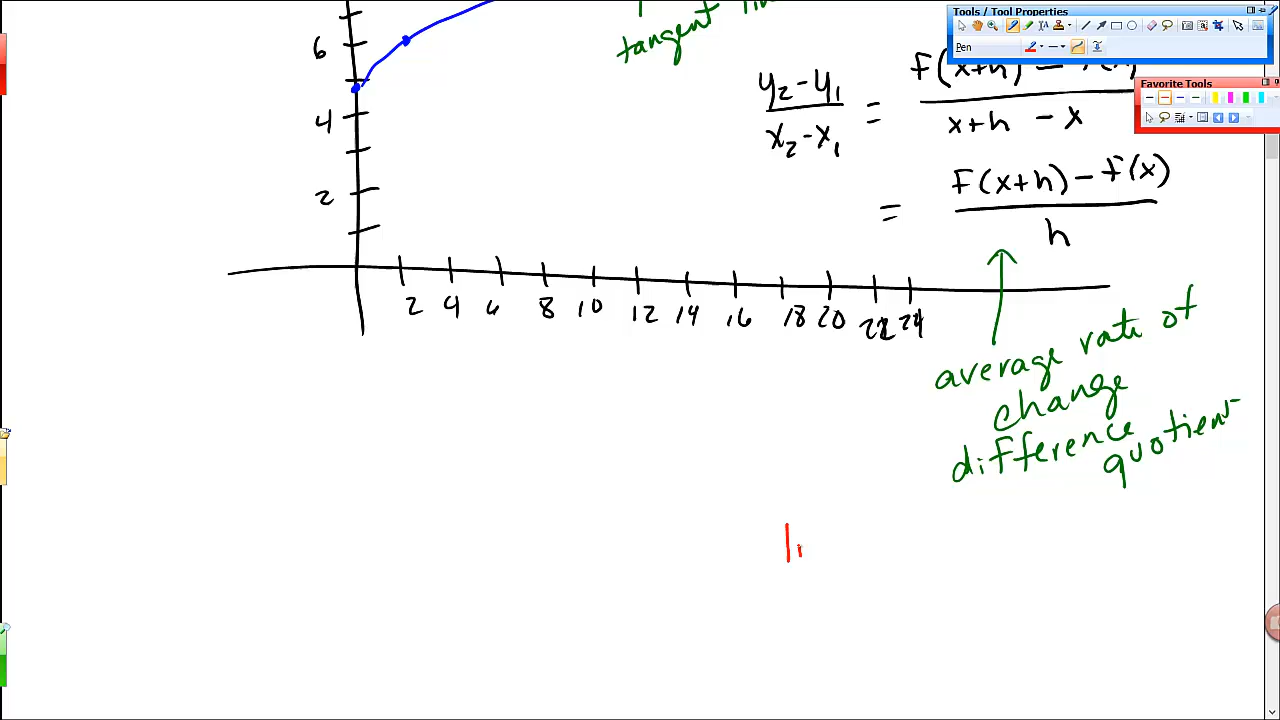 Tools / Tool Properties
Pen
Favorite Tools
6
4
2
2 4 6 8 10 12 14 16 18 20 22 24
tangent
y2 - y1 / x2 - x1 = F(x+h) - / x+h - x
= F(x+h) - F(x) / h
average rate of
change
difference
quotient
li